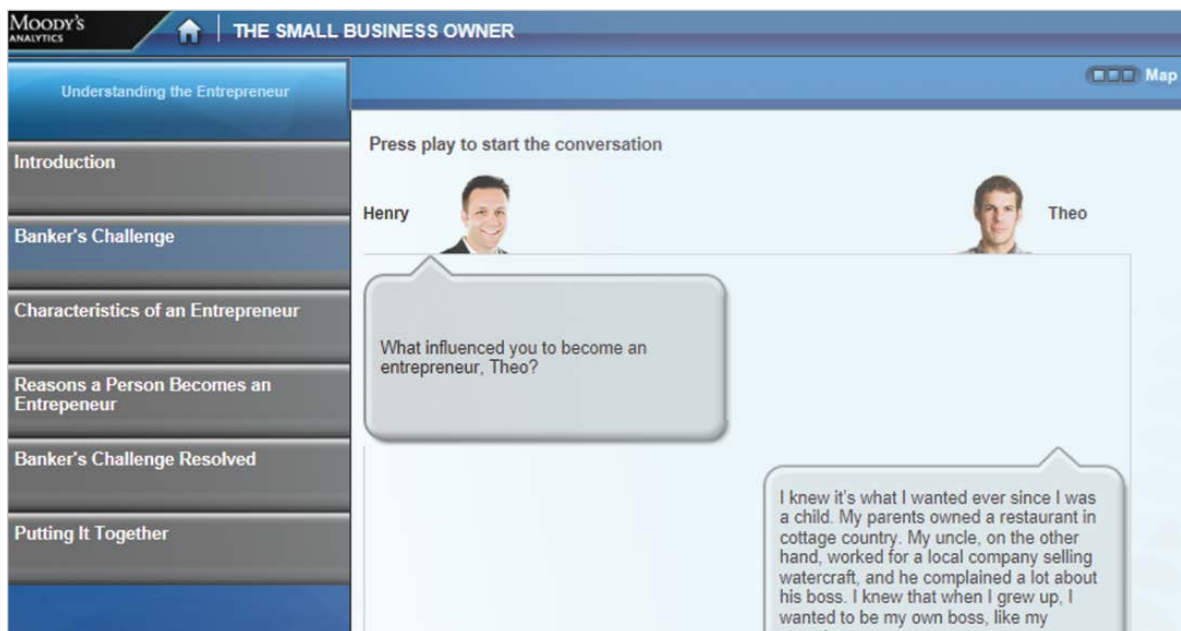 MOODY'S
ANALYTICS
THE SMALL BUSINESS OWNER
Understanding the Entrepreneur
Map
Introduction
Banker's Challenge
Characteristics of an Entrepreneur
Reasons a Person Becomes an
Entrepeneur
Banker's Challenge Resolved
Putting It Together
Press play to start the conversation
Henry
Theo
What influenced you to become an
entrepreneur, Theo?
I knew it's what I wanted ever since I was
a child. My parents owned a restaurant in
cottage country. My uncle, on the other
hand, worked for a local company selling
watercraft, and he complained a lot about
his boss. I knew that when I grew up, I
wanted to be my own boss, like my